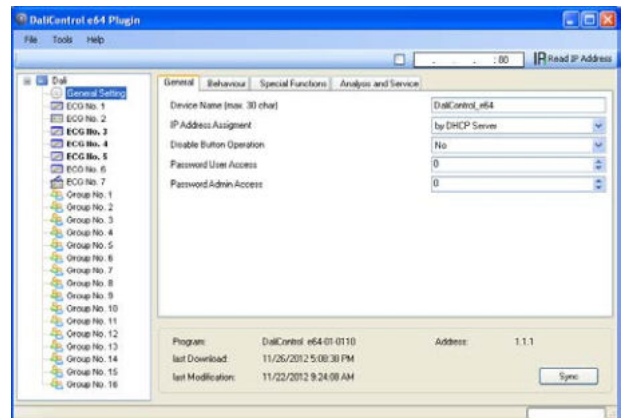 DaliControl e64 Plugin
File Tools Help
. . . : 80 Read IP Address
Dali
General Setting
ECG No. 1
ECG No. 2
ECG No. 3
ECG No. 4
ECG No. 5
ECG No. 6
ECG No. 7
Group No. 1
Group No. 2
Group No. 3
Group No. 4
Group No. 5
Group No. 6
Group No. 7
Group No. 8
Group No. 9
Group No. 10
Group No. 11
Group No. 12
Group No. 13
Group No. 14
Group No. 15
Group No. 16
General Behaviour Special Functions Analysis and Service
Device Name (max. 30 char) DaliControl_e64
IP Address Assigment by DHCP Server
Disable Button Operation No
Password User Access 0
Password Admin Access 0
Program: DaliControl e64-01-0110 Address: 1.1.1
last Download: 11/26/2012 5:08:30 PM
last Modification: 11/22/2012 9:24:08 AM
Sync